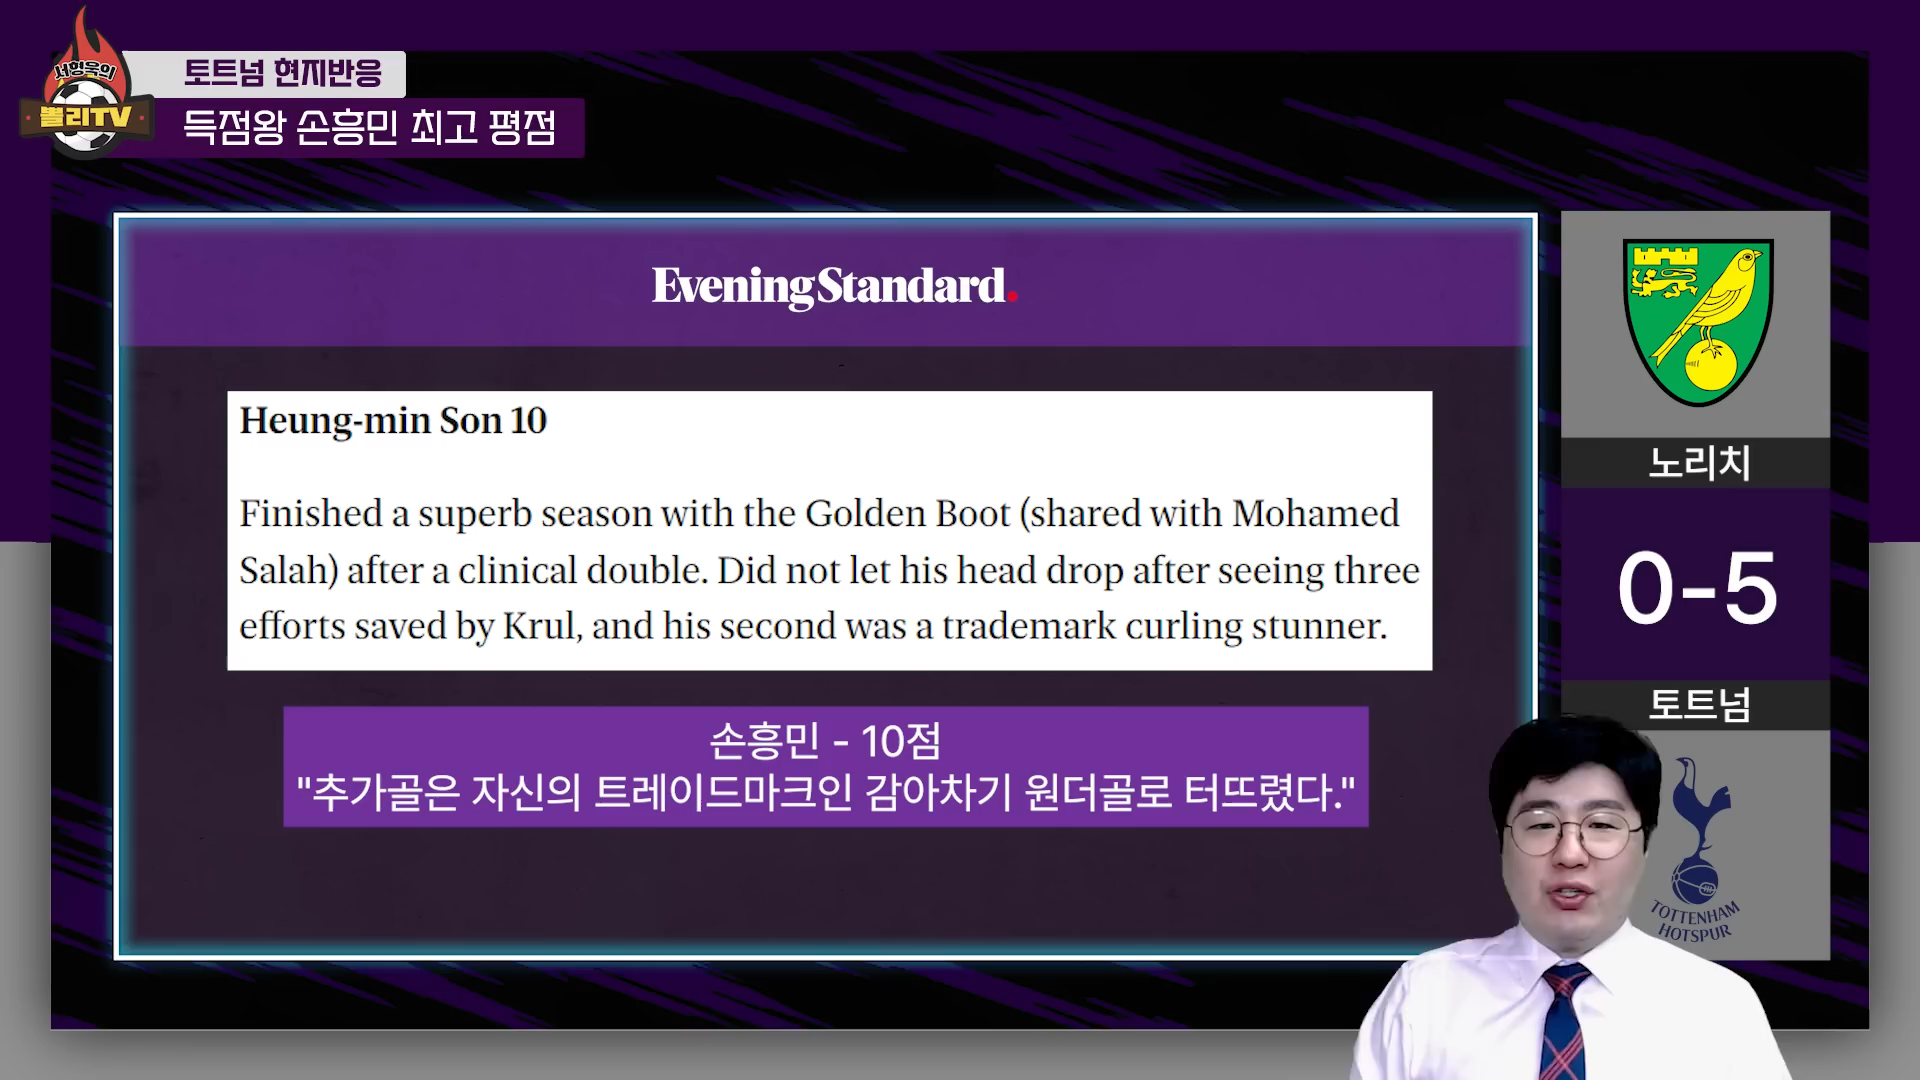 서형욱의
뽈리TV
토트넘 현지반응
득점왕 손흥민 최고 평점
Evening Standard.
Heung-min Son 10
Finished a superb season with the Golden Boot (shared with Mohamed
Salah) after a clinical double. Did not let his head drop after seeing three
efforts saved by Krul, and his second was a trademark curling stunner.
손흥민 - 10점
"추가골은 자신의 트레이드마크인 감아차기 원더골로 터뜨렸다."
노리치
0-5
토트넘
TOTTENHAM
HOTSPUR